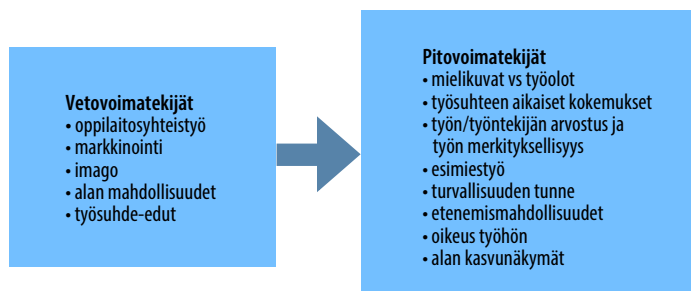 Vetovoimatekijät
• oppilaitosyhteistyö
• markkinointi
• imago
• alan mahdollisuudet
• työsuhde-edut
Pitovoimatekijät
• mielikuvat vs työolot
• työsuhteen aikaiset kokemukset
• työn/työntekijän arvostus ja
työn merkityksellisyys
• esimiestyö
• turvallisuuden tunne
• etenemismahdollisuudet
• oikeus työhön
• alan kasvunäkymät